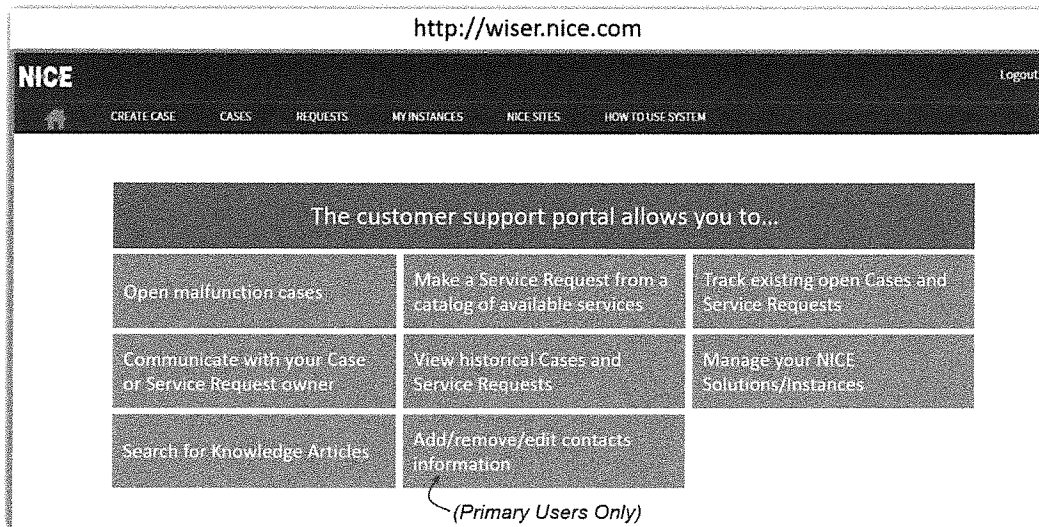 http://wiser.nice.com
NICE
Logout
CREATE CASE CASES REQUESTS MY INSTANCES NICE SITES HOW TO USE SYSTEM
The customer support portal allows you to...
Open malfunction cases
Make a Service Request from a
catalog of available services
Track existing open Cases and
Service Requests
Communicate with your Case
or Service Request owner
View historical Cases and
Service Requests
Manage your NICE
Solutions/Instances
Search for Knowledge Articles
Add/remove/edit contacts
information
(Primary Users Only)